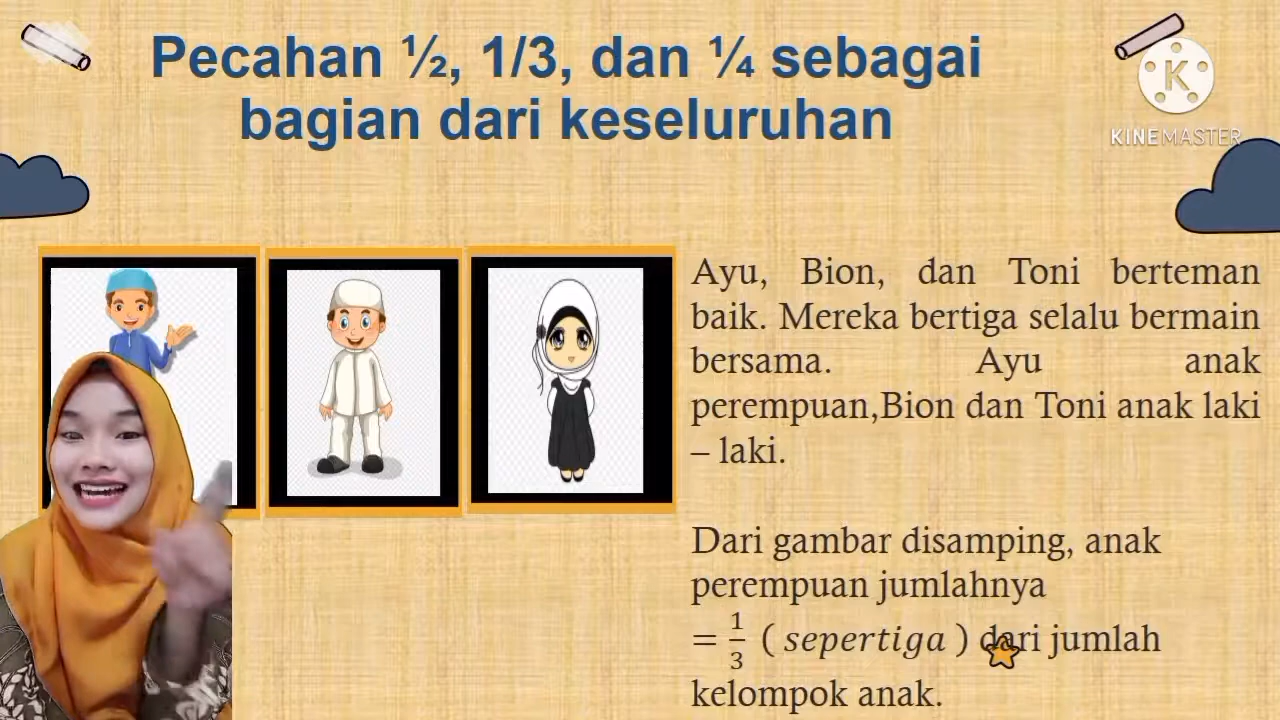 Pecahan ½, 1/3, dan ¼ sebagai
bagian dari keseluruhan
K
KINEMASTER
Ayu, Bion, dan Toni berteman
baik. Mereka bertiga selalu bermain
bersama. Ayu anak
perempuan,Bion dan Toni anak laki
– laki.
Dari gambar disamping, anak
perempuan jumlahnya
= 1/3 ( sepertiga ) dari jumlah
kelompok anak.